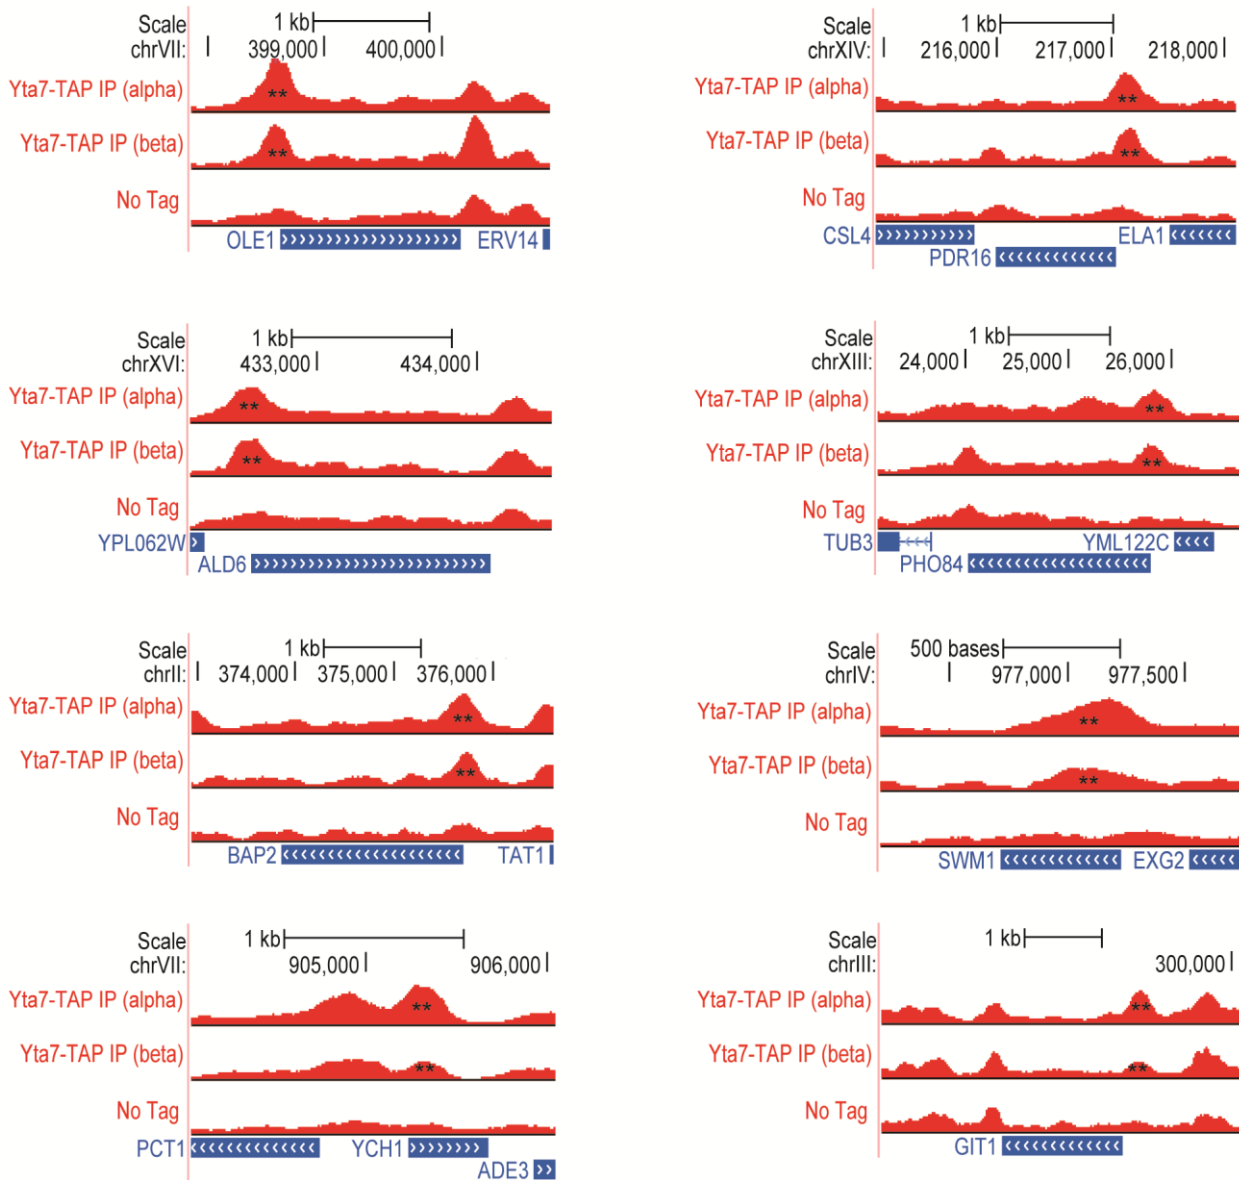 Scale 1 kb
chrVII: 399,000 400,000
Yta7-TAP IP (alpha)
**
Yta7-TAP IP (beta)
**
No Tag
OLE1 ERV14
Scale 1 kb
chrXIV: 216,000 217,000 218,000
Yta7-TAP IP (alpha)
**
Yta7-TAP IP (beta)
**
No Tag
CSL4 ELA1
PDR16
Scale 1 kb
chrXVI: 433,000 434,000
Yta7-TAP IP (alpha)
**
Yta7-TAP IP (beta)
**
No Tag
YPL062W
ALD6
Scale 1 kb
chrXIII: 24,000 25,000 26,000
Yta7-TAP IP (alpha)
**
Yta7-TAP IP (beta)
**
No Tag
TUB3 YML122C
PHO84
Scale 1 kb
chrII: 374,000 375,000 376,000
Yta7-TAP IP (alpha)
**
Yta7-TAP IP (beta)
**
No Tag
BAP2 TAT1
Scale 500 bases
chrIV: 977,000 977,500
Yta7-TAP IP (alpha)
**
Yta7-TAP IP (beta)
**
No Tag
SWM1 EXG2
Scale 1 kb
chrVII: 905,000 906,000
Yta7-TAP IP (alpha)
**
Yta7-TAP IP (beta)
**
No Tag
PCT1 YCH1
ADE3
Scale 1 kb
chrIII: 300,000
Yta7-TAP IP (alpha)
**
Yta7-TAP IP (beta)
**
No Tag
GIT1